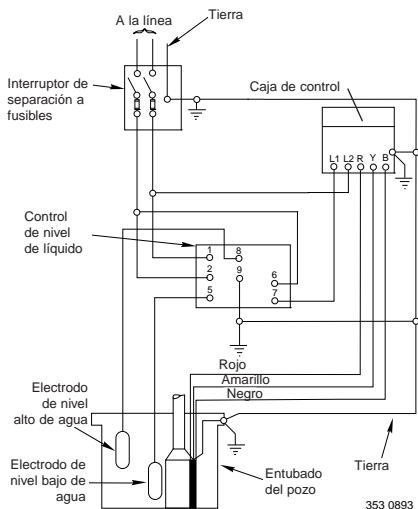 A la línea
Tierra
Interruptor de
separación a
fusibles
Caja de control
L1 L2 R Y B
Control
de nivel
de líquido
1
8
2
9
6
5
7
Rojo
Amarillo
Negro
Electrodo
de nivel
alto de agua
Electrodo de
nivel bajo de
agua
Entubado
del pozo
Tierra
353 0893